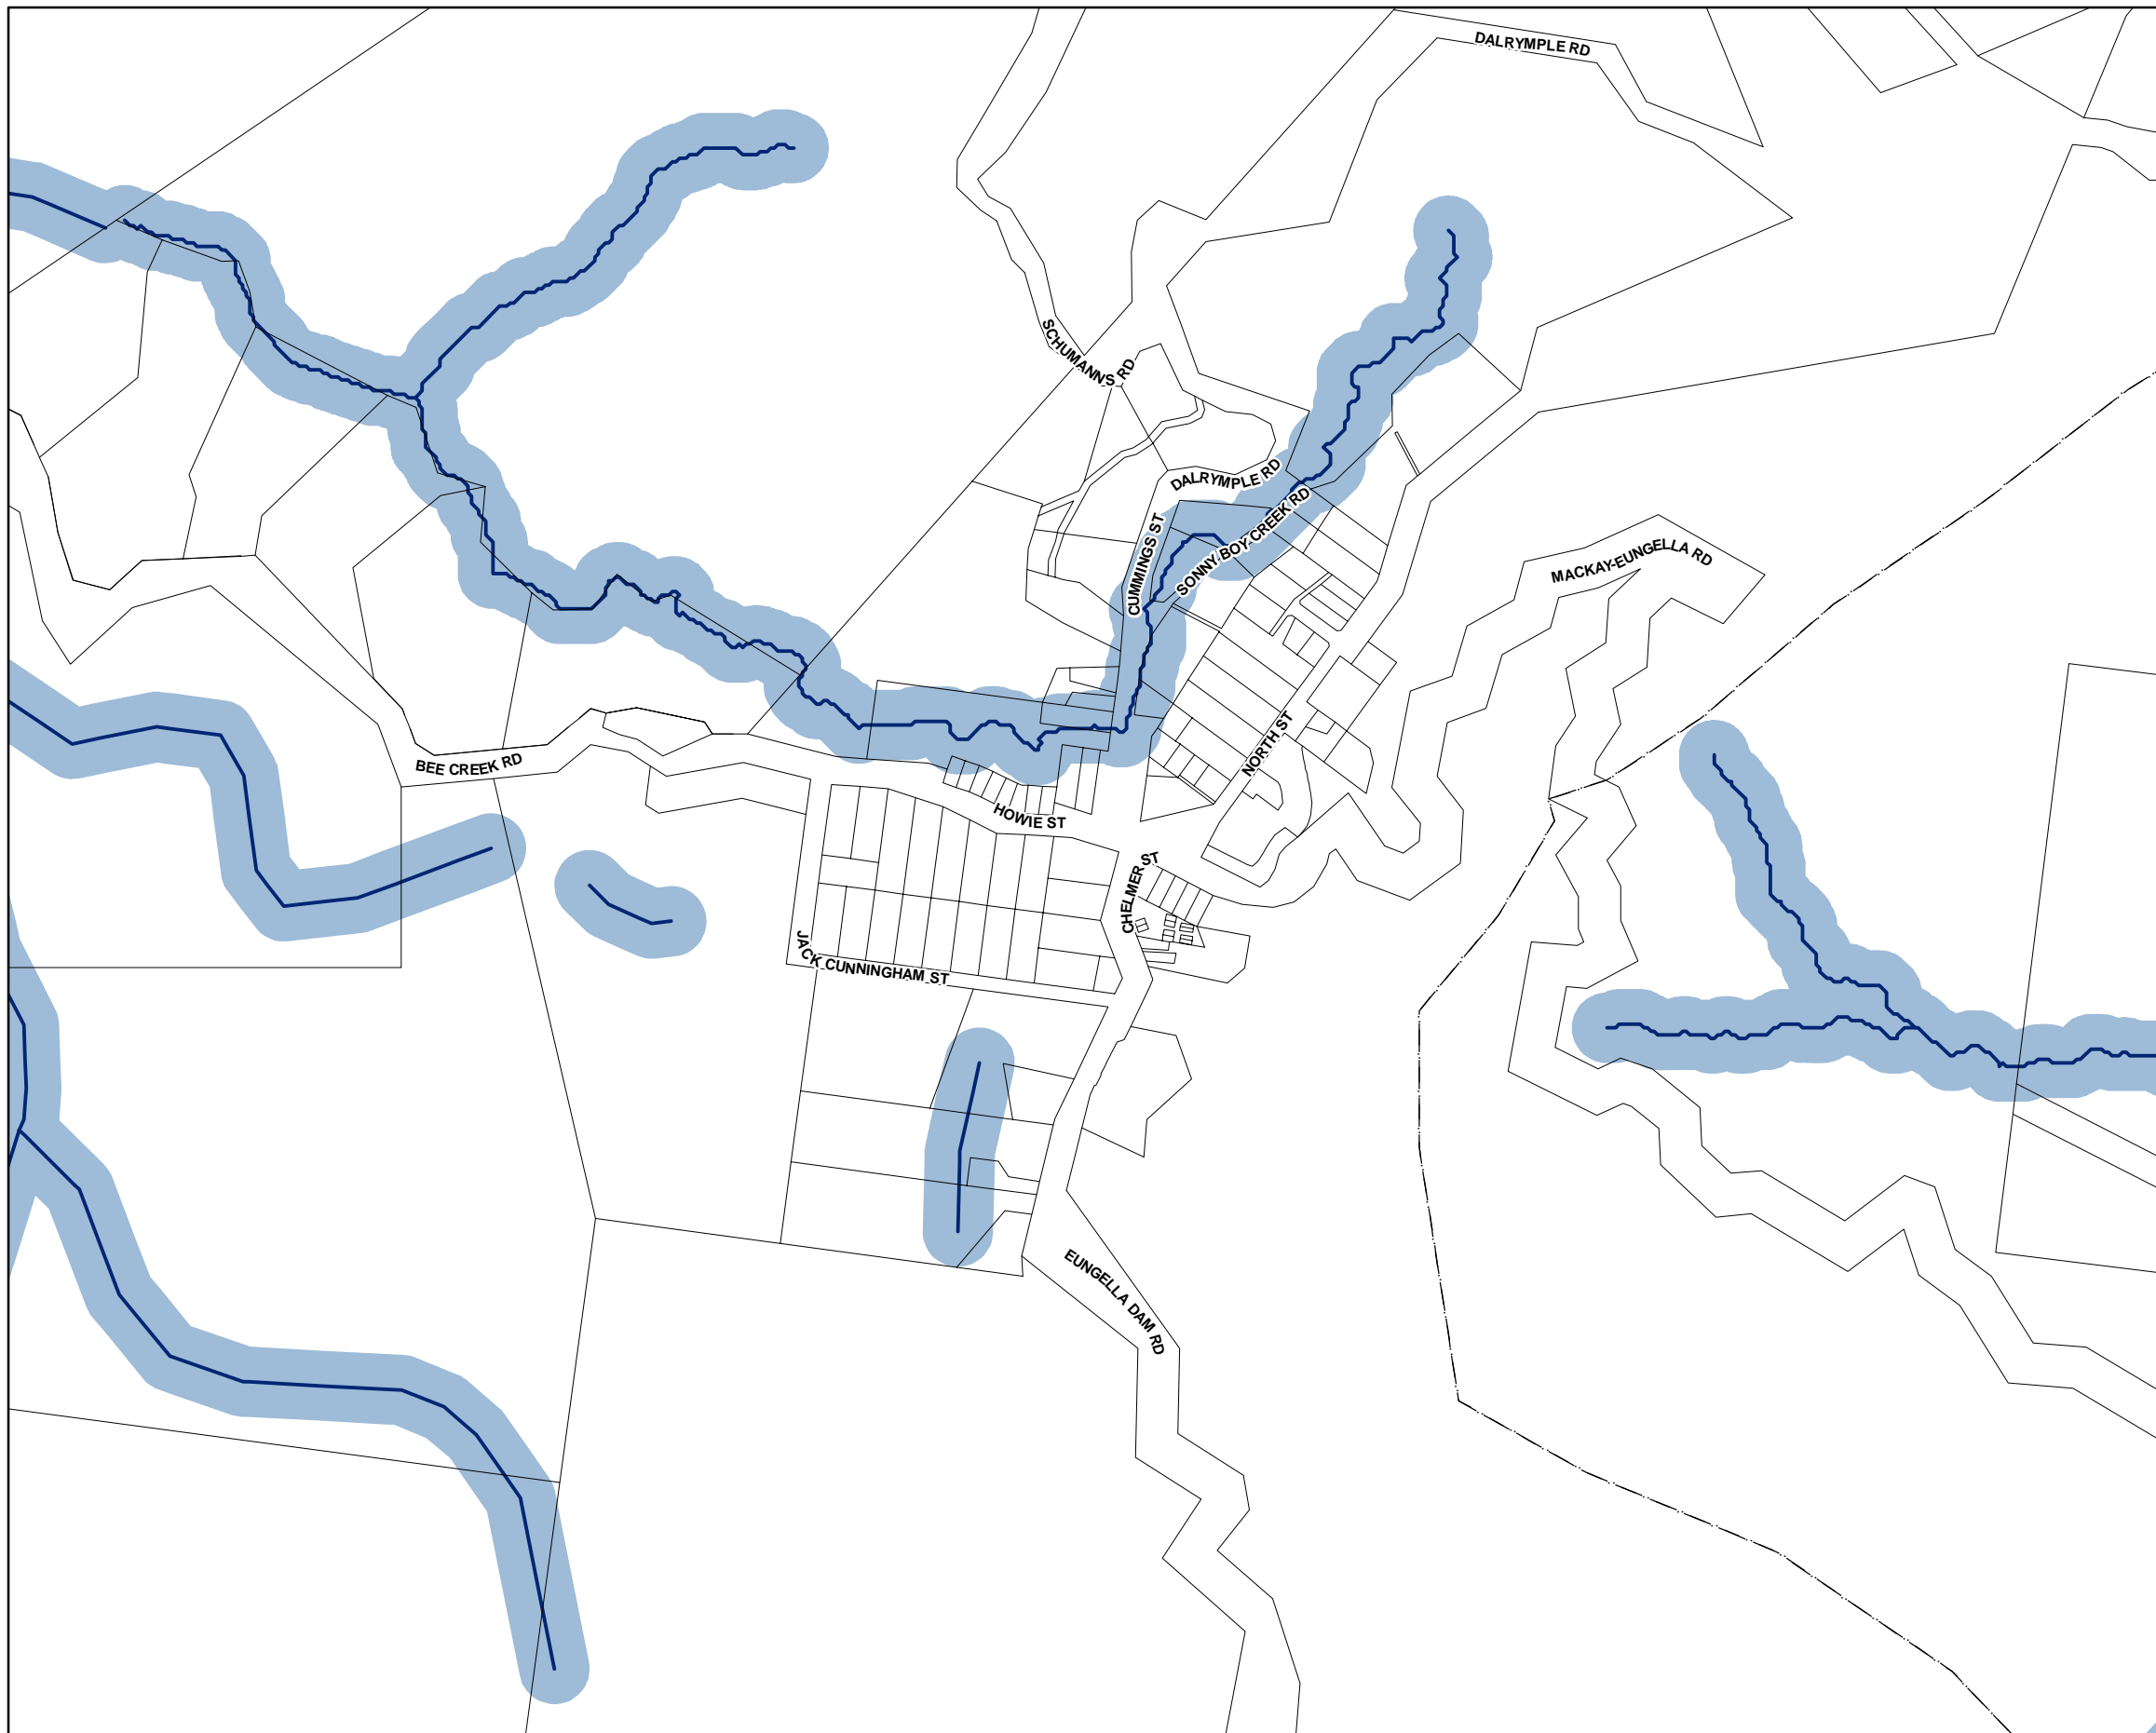 DALRYMPLE RD
SCHUMANNS RD
DALRYMPLE RD
SONNY BOY CREEK RD
CUMMINGS ST
MACKAY-EUNGELLA RD
NORTH ST
BEE CREEK RD
HOWIE ST
CHELMER ST
JACK CUNNINGHAM ST
EUNGELLA DAM RD